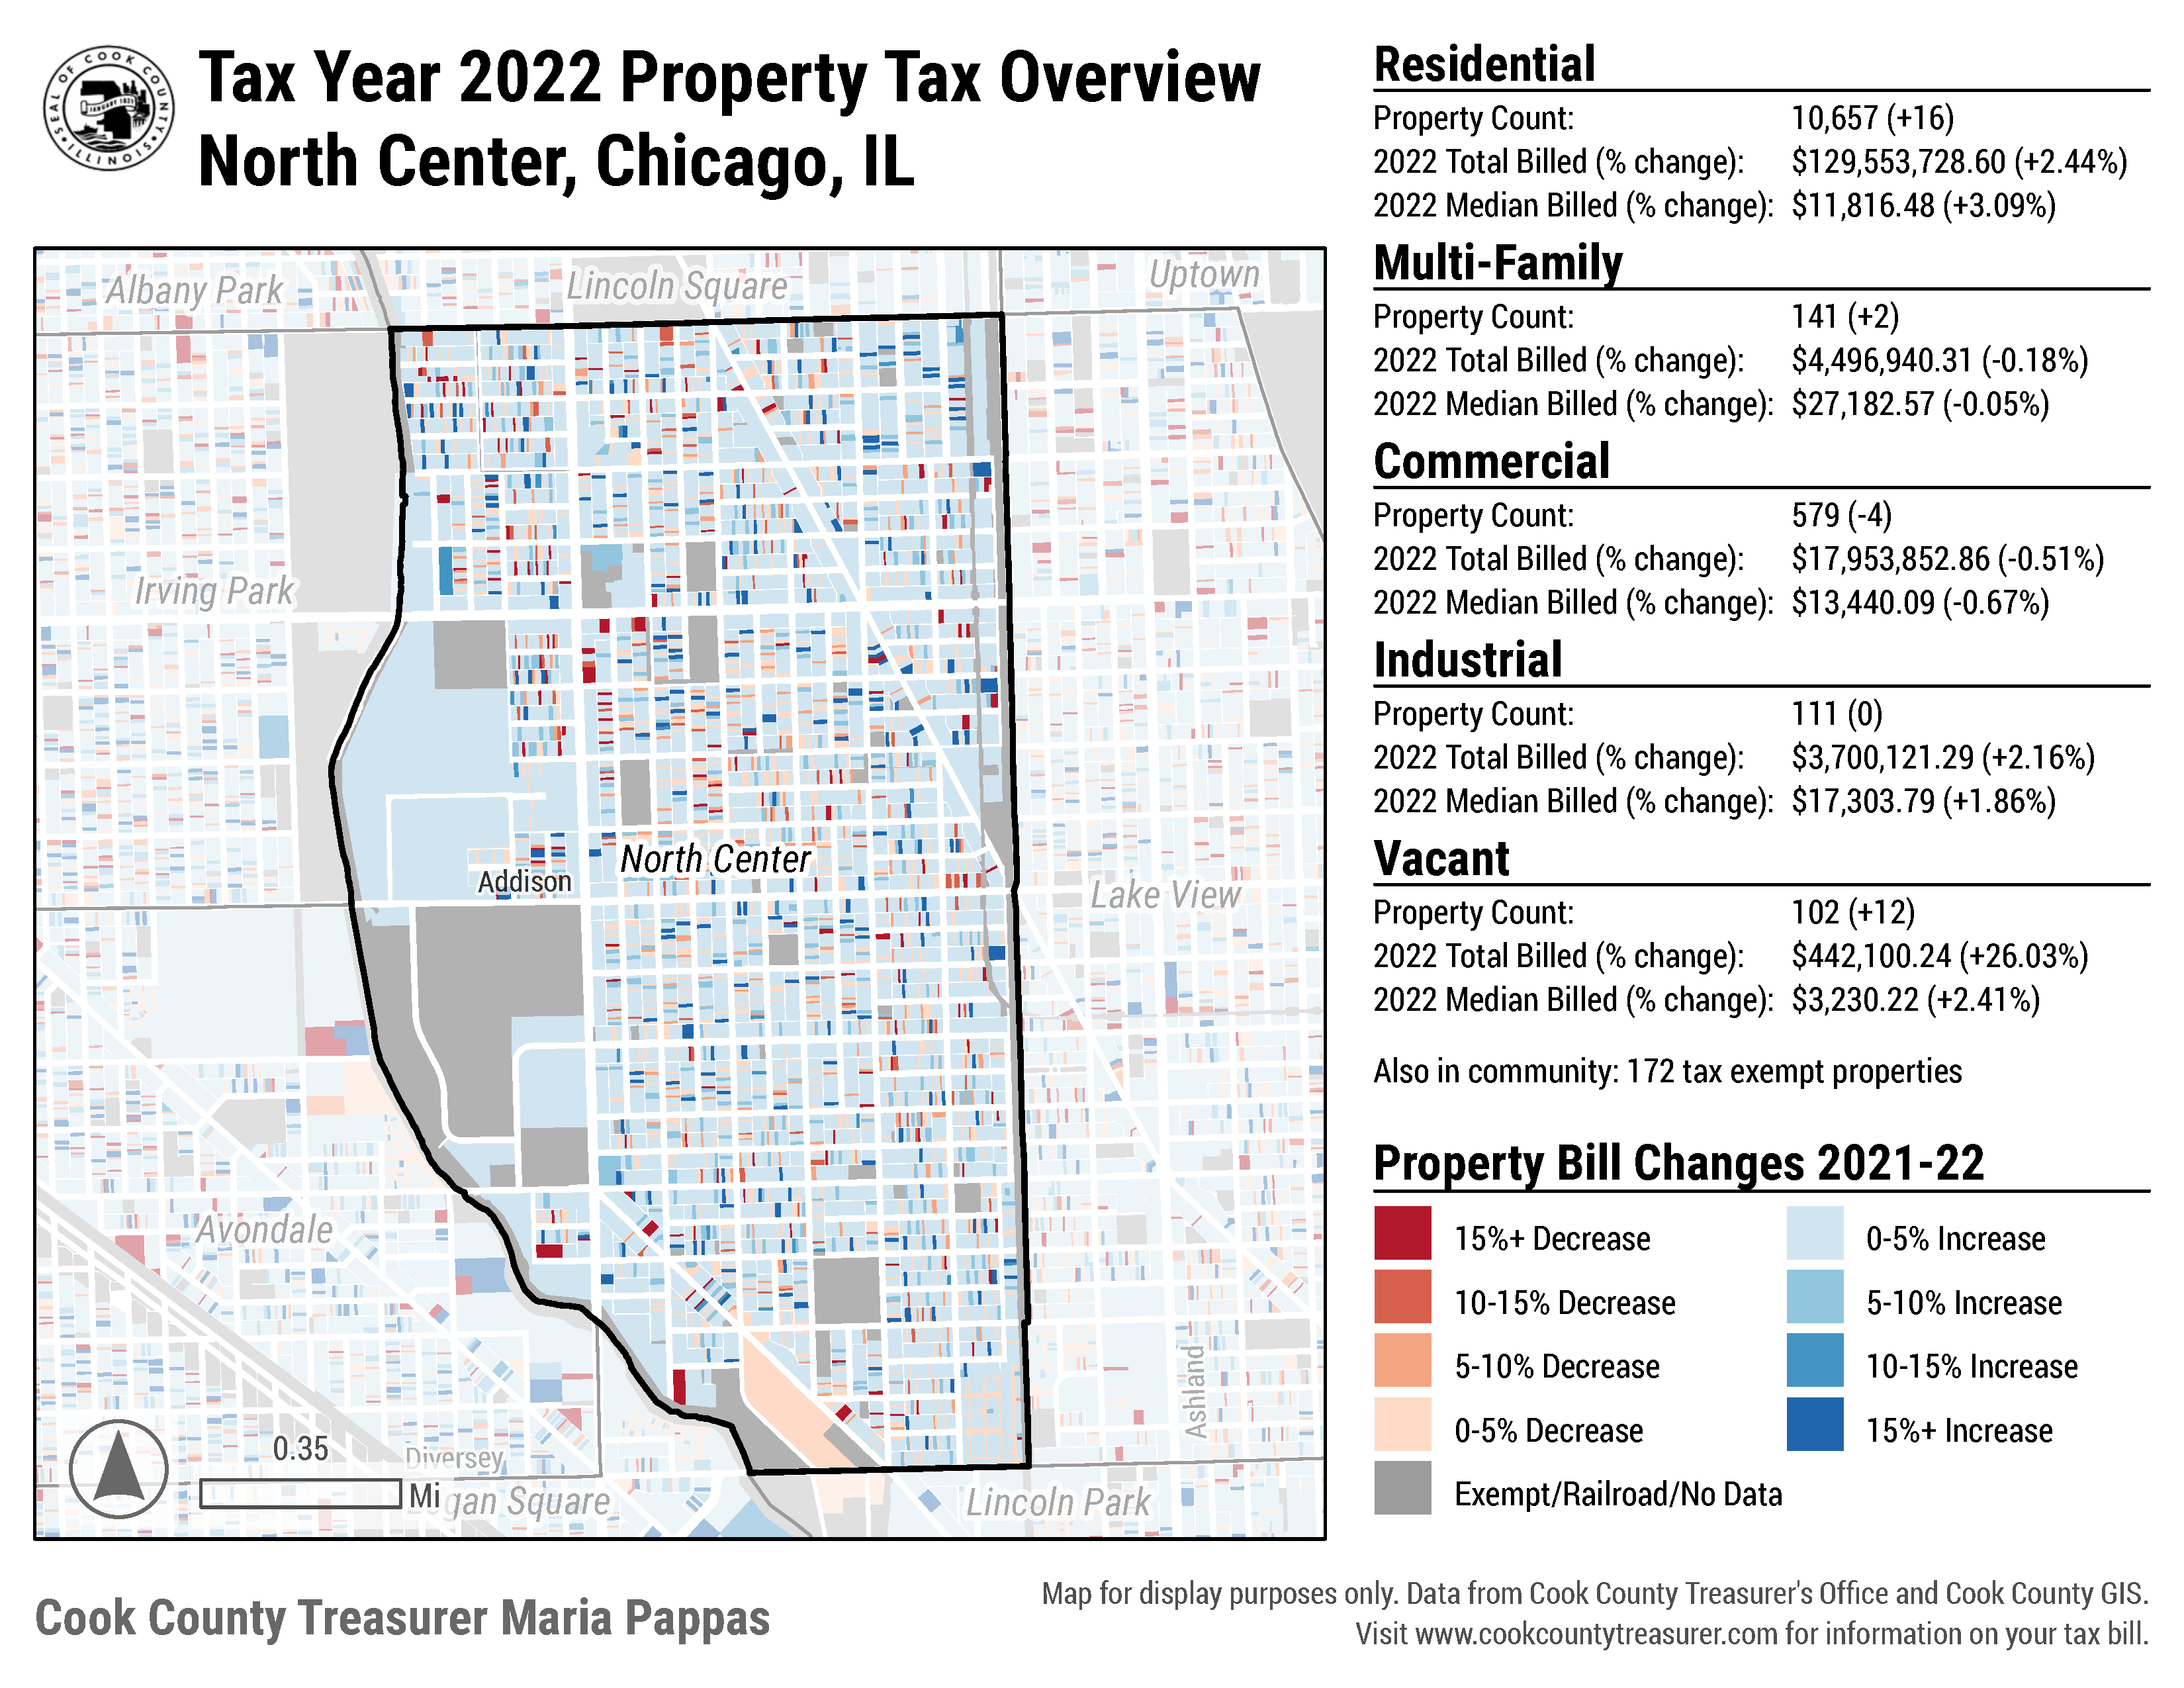 SEAL OF COOK COUNTY
ILLINOIS
JANUARY 1831
Tax Year 2022 Property Tax Overview
North Center, Chicago, IL
Albany Park
Lincoln Square
Uptown
Irving Park
North Center
Addison
Lake View
Avondale
Ashland
0.35
Mi
Diversey
Logan Square
Lincoln Park
Residential
Property Count: 10,657 (+16)
2022 Total Billed (% change): $129,553,728.60 (+2.44%)
2022 Median Billed (% change): $11,816.48 (+3.09%)
Multi-Family
Property Count: 141 (+2)
2022 Total Billed (% change): $4,496,940.31 (-0.18%)
2022 Median Billed (% change): $27,182.57 (-0.05%)
Commercial
Property Count: 579 (-4)
2022 Total Billed (% change): $17,953,852.86 (-0.51%)
2022 Median Billed (% change): $13,440.09 (-0.67%)
Industrial
Property Count: 111 (0)
2022 Total Billed (% change): $3,700,121.29 (+2.16%)
2022 Median Billed (% change): $17,303.79 (+1.86%)
Vacant
Property Count: 102 (+12)
2022 Total Billed (% change): $442,100.24 (+26.03%)
2022 Median Billed (% change): $3,230.22 (+2.41%)
Also in community: 172 tax exempt properties
Property Bill Changes 2021-22
15%+ Decrease
10-15% Decrease
5-10% Decrease
0-5% Decrease
Exempt/Railroad/No Data
0-5% Increase
5-10% Increase
10-15% Increase
15%+ Increase
Cook County Treasurer Maria Pappas
Map for display purposes only. Data from Cook County Treasurer's Office and Cook County GIS.
Visit www.cookcountytreasurer.com for information on your tax bill.